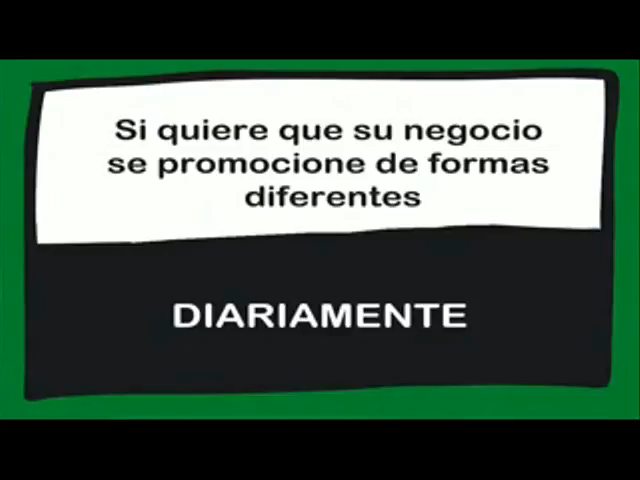 Si quiere que su negocio
se promocione de formas
diferentes
DIARIAMENTE